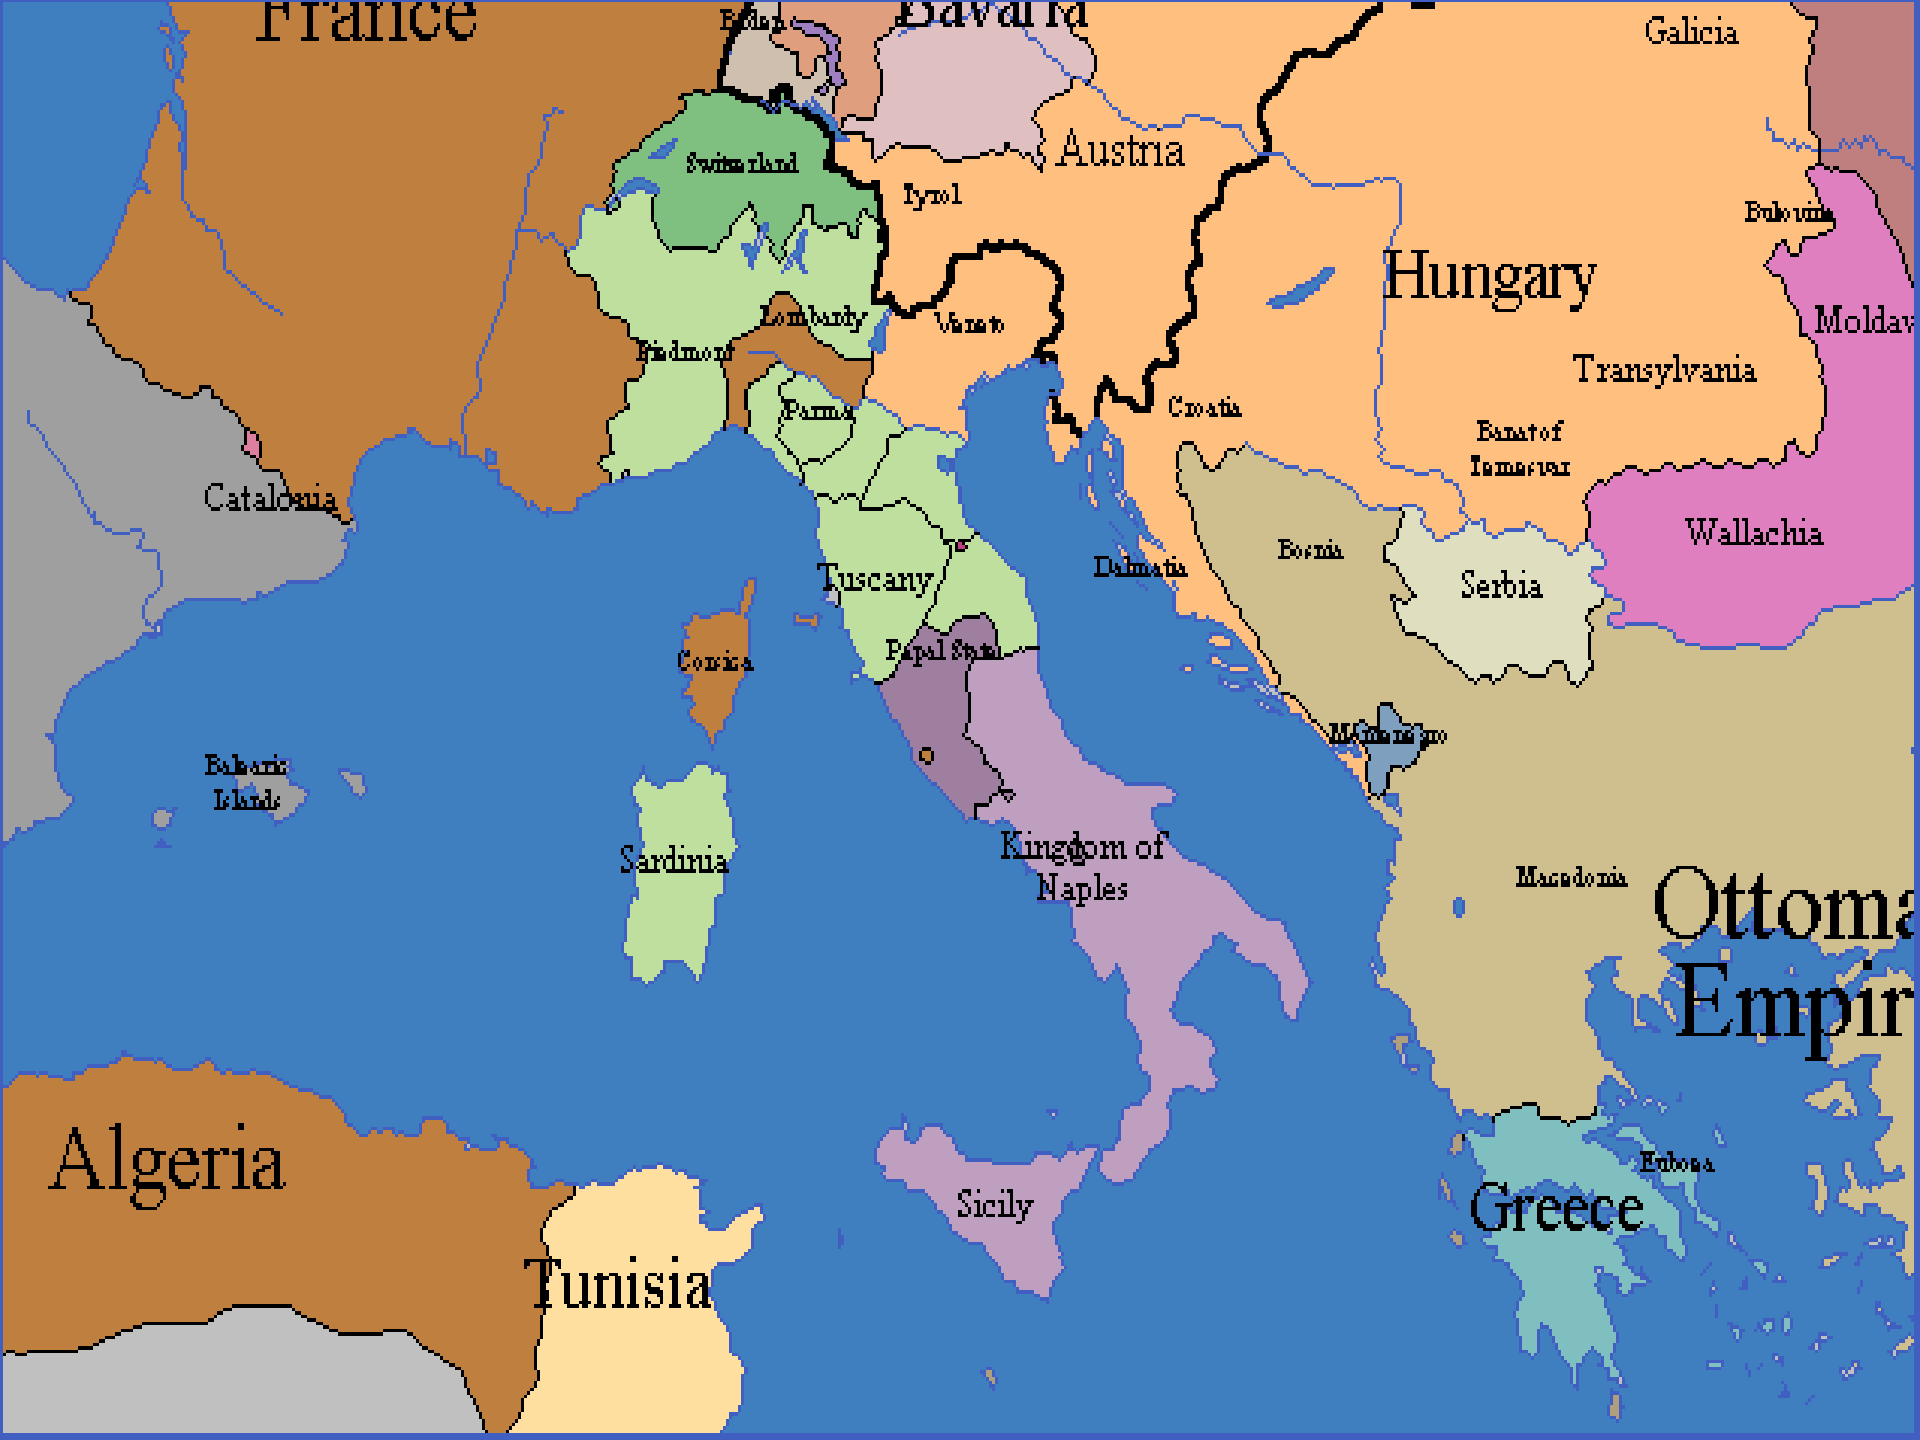 France
Baden
Bavaria
Galicia
Switzerland
Austria
Tyrol
Bukovina
Hungary
Lombardy
Veneto
Moldav
Piedmont
Transylvania
Parma
Croatia
Banat of
Temesvar
Catalonia
Wallachia
Bosnia
Tuscany
Dalmatia
Serbia
Papal States
Corsica
Montenegro
Balearic
Islands
Kingdom of
Naples
Sardinia
Macedonia
Ottoma
Empir
Algeria
Euboea
Sicily
Greece
Tunisia